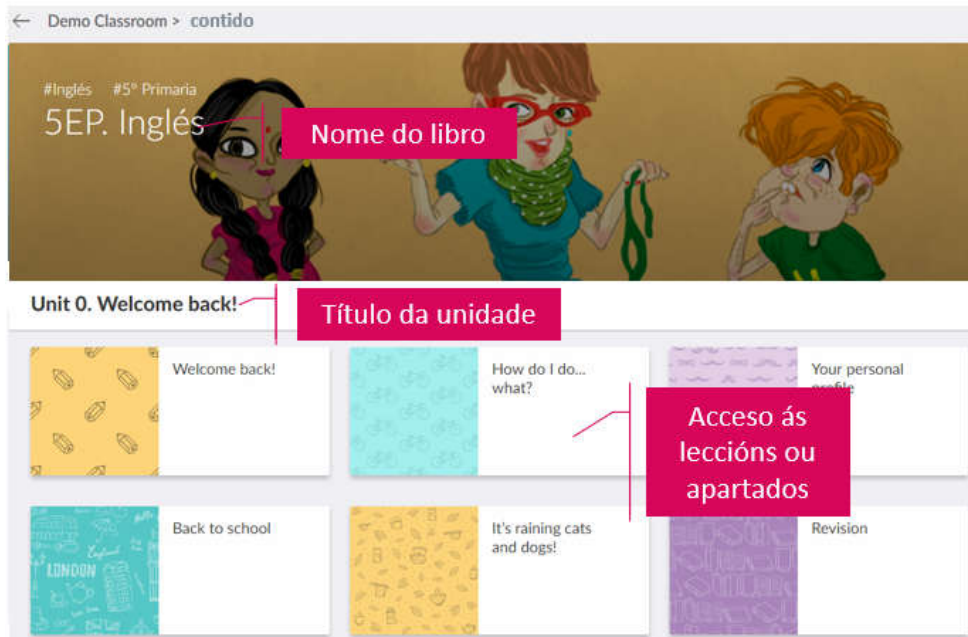 ← Demo Classroom > contido
#Inglés #5º Primaria
5EP. Inglés
Nome do libro
Unit 0. Welcome back!
Título da unidade
Welcome back!
How do I do...
what?
Your personal
profile
Acceso ás
leccións ou
apartados
Back to school
England
LONDON
It's raining cats
and dogs!
Revision